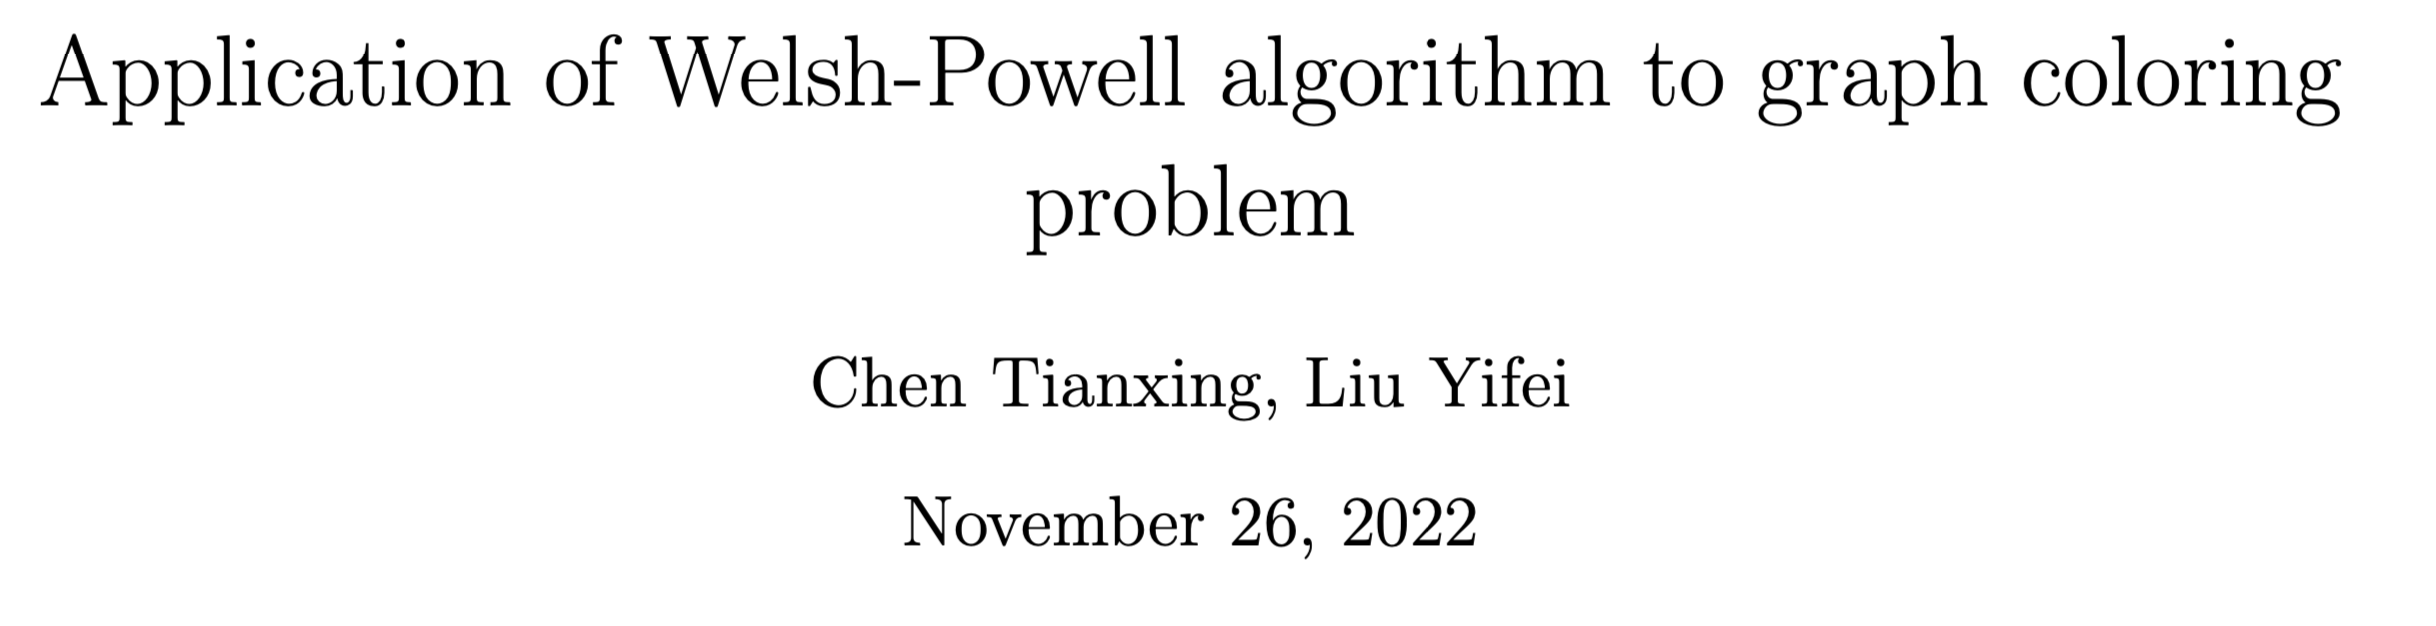 Application of Welsh-Powell algorithm to graph coloring
problem
Chen Tianxing, Liu Yifei
November 26, 2022